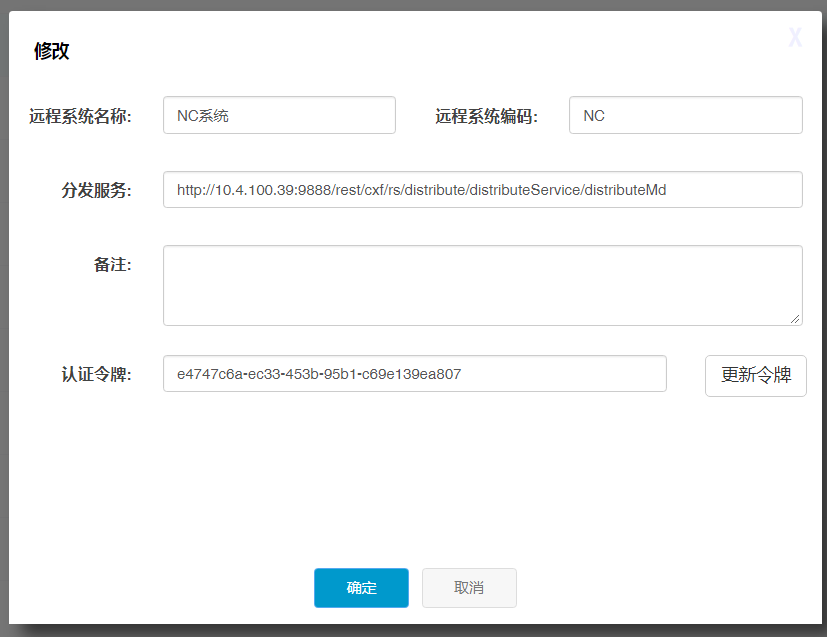 修改
X
远程系统名称: NC系统 远程系统编码: NC
分发服务: http://10.4.100.39:9888/rest/cxf/rs/distribute/distributeService/distributeMd
备注:
认证令牌: e4747c6a-ec33-453b-95b1-c69e139ea807 更新令牌
确定 取消